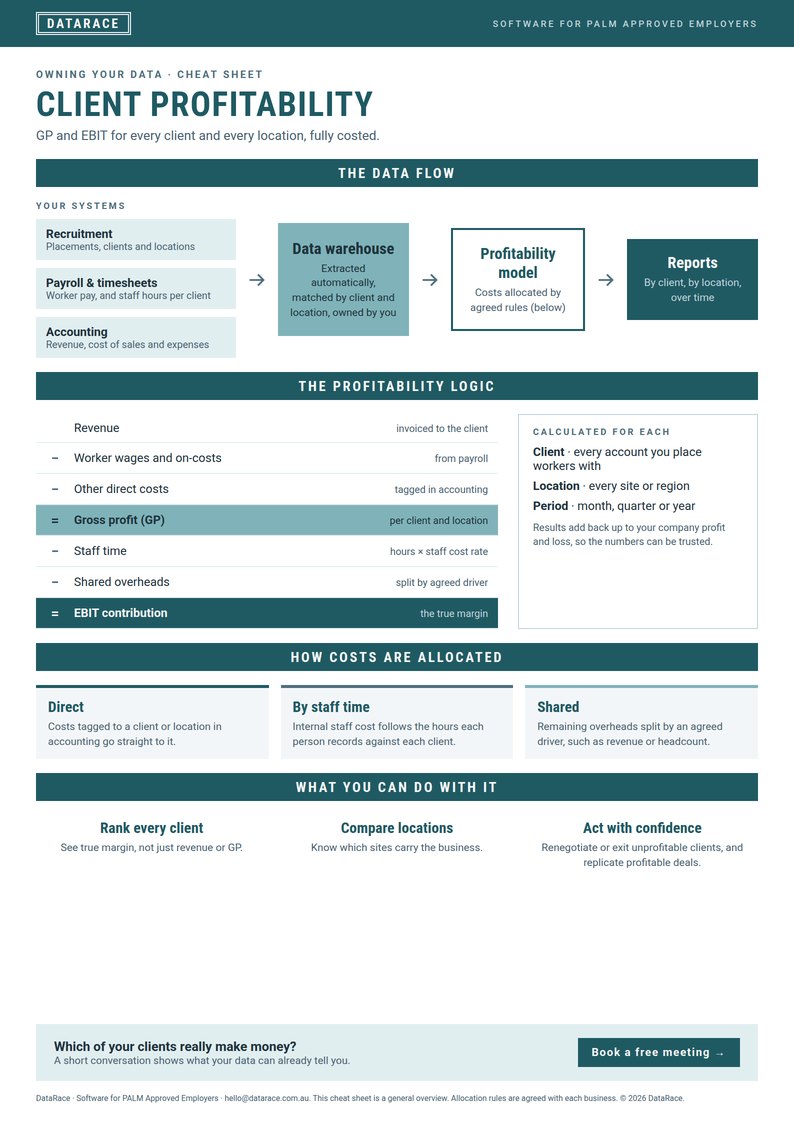 DATARACE
SOFTWARE FOR PALM APPROVED EMPLOYERS
OWNING YOUR DATA · CHEAT SHEET
CLIENT PROFITABILITY
GP and EBIT for every client and every location, fully costed.
THE DATA FLOW
YOUR SYSTEMS
Recruitment
Placements, clients and locations
Payroll & timesheets
Worker pay, and staff hours per client
Accounting
Revenue, cost of sales and expenses
→
Data warehouse
Extracted
automatically,
matched by client and
location, owned by you
→
Profitability
model
Costs allocated by
agreed rules (below)
→
Reports
By client, by location,
over time
THE PROFITABILITY LOGIC
Revenue invoiced to the client
− Worker wages and on-costs from payroll
− Other direct costs tagged in accounting
= Gross profit (GP) per client and location
− Staff time hours × staff cost rate
− Shared overheads split by agreed driver
= EBIT contribution the true margin
CALCULATED FOR EACH
Client · every account you place
workers with
Location · every site or region
Period · month, quarter or year
Results add back up to your company profit
and loss, so the numbers can be trusted.
HOW COSTS ARE ALLOCATED
Direct
Costs tagged to a client or location in
accounting go straight to it.
By staff time
Internal staff cost follows the hours each
person records against each client.
Shared
Remaining overheads split by an agreed
driver, such as revenue or headcount.
WHAT YOU CAN DO WITH IT
Rank every client
See true margin, not just revenue or GP.
Compare locations
Know which sites carry the business.
Act with confidence
Renegotiate or exit unprofitable clients, and
replicate profitable deals.
Which of your clients really make money?
A short conversation shows what your data can already tell you.
Book a free meeting →
DataRace · Software for PALM Approved Employers · hello@datarace.com.au. This cheat sheet is a general overview. Allocation rules are agreed with each business. © 2026 DataRace.